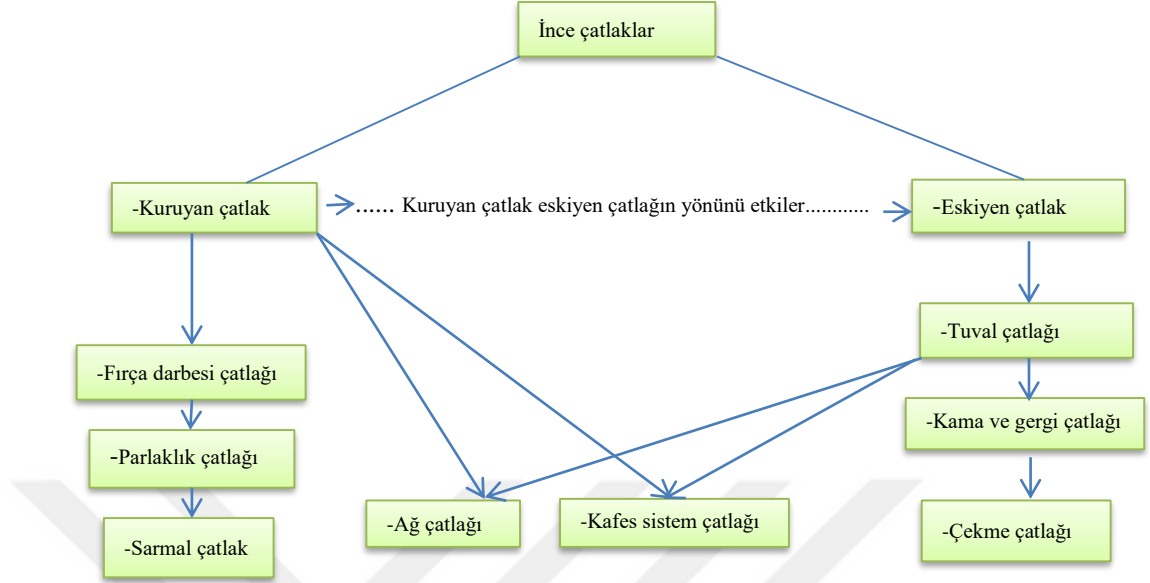 İnce çatlaklar
-Kuruyan çatlak
...... Kuruyan çatlak eskiyen çatlağın yönünü etkiler............
-Eskiyen çatlak
-Tuval çatlağı
-Fırça darbesi çatlağı
-Kama ve gergi çatlağı
-Parlaklık çatlağı
-Ağ çatlağı
-Kafes sistem çatlağı
-Çekme çatlağı
-Sarmal çatlak